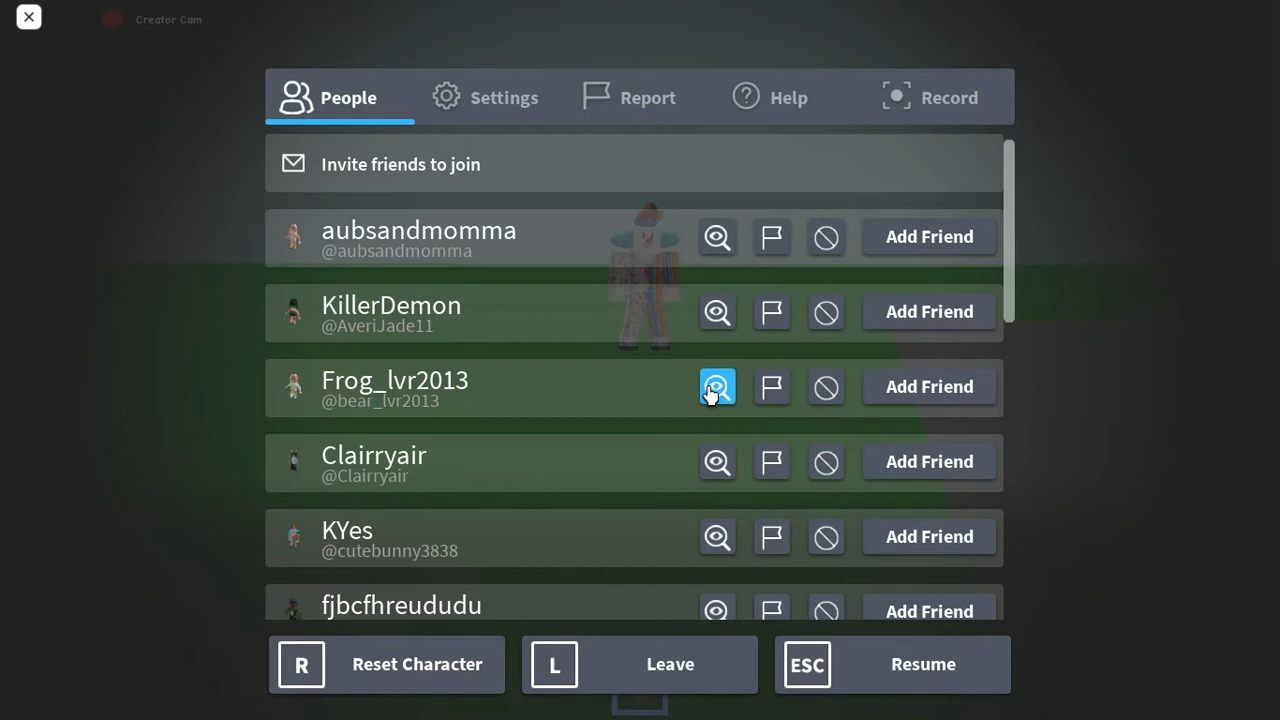 Creator Cam
People
Settings
Report
Help
Record
Invite friends to join
aubsandmomma
@aubsandmomma
Add Friend
KillerDemon
@AveriJade11
Add Friend
Frog_lvr2013
@bear_lvr2013
Add Friend
Clairryair
@Clairryair
Add Friend
KYes
@cutebunny3838
Add Friend
fjbcfhreududu
Add Friend
R Reset Character
L Leave
ESC Resume